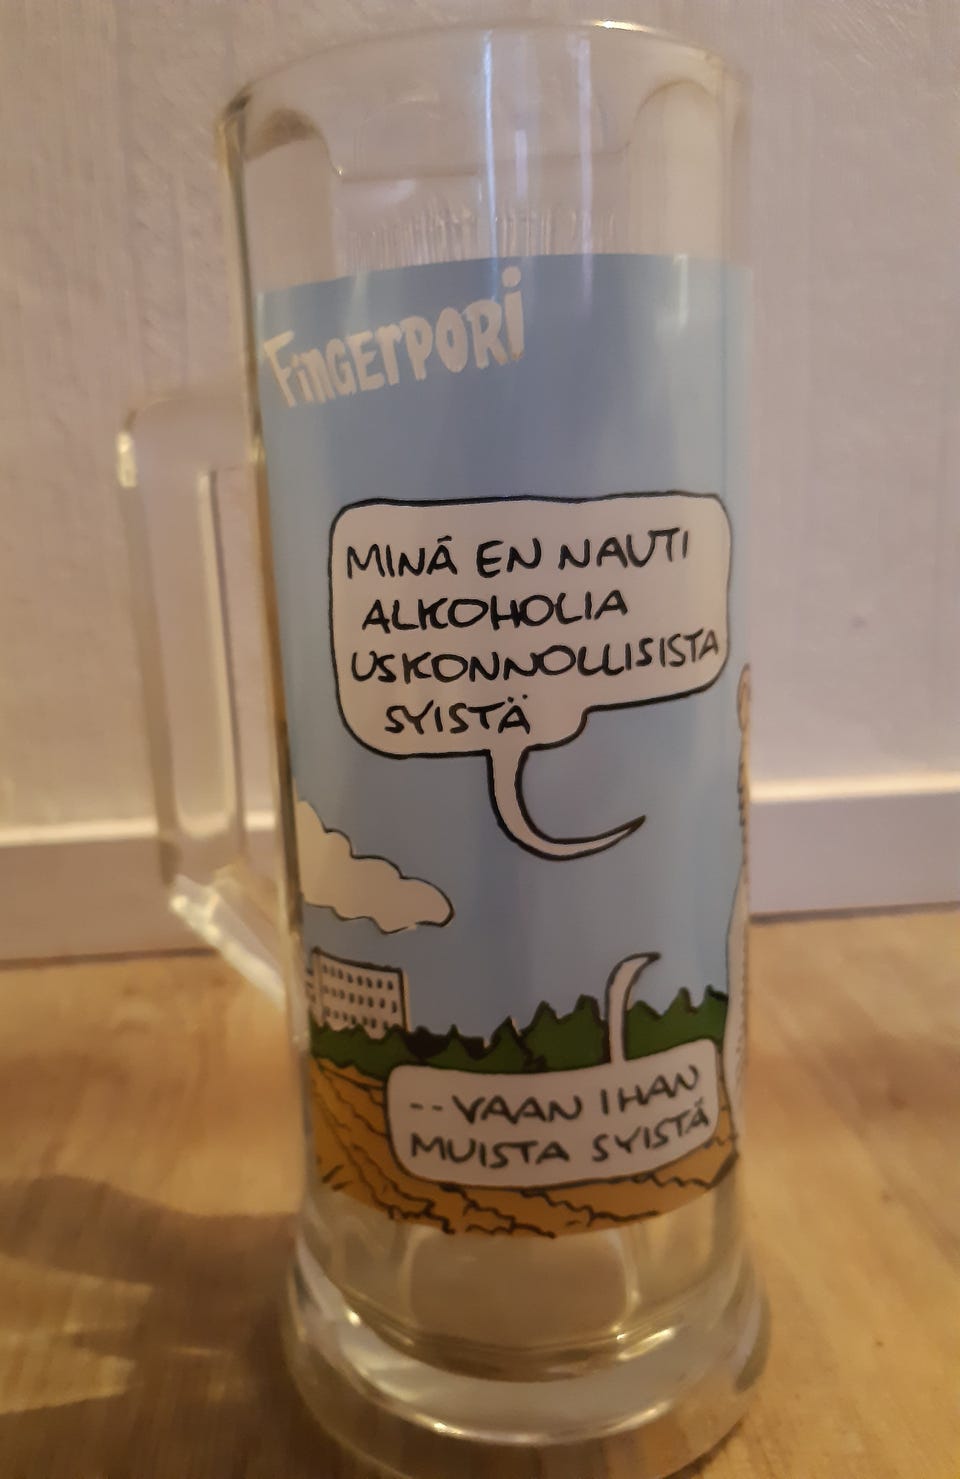 FINGERPORI
MINÄ EN NAUTI
ALKOHOLIA
USKONNOLLISISTA
SYISTÄ
--VAAN IHAN
MUISTA SYISTÄ